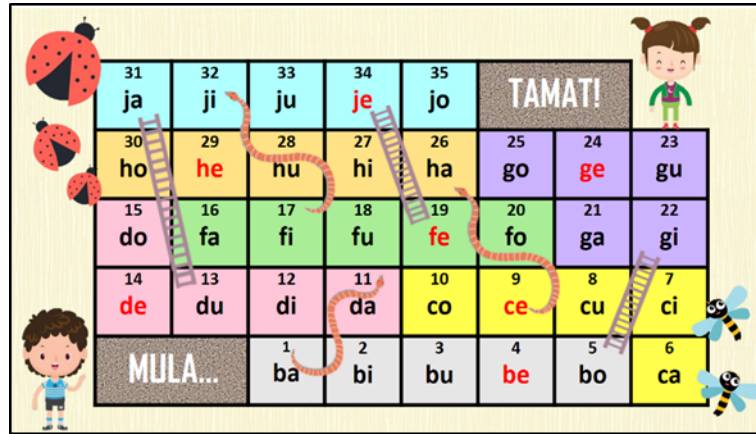 31 32 33 34 35
ja ji ju je jo TAMAT!
30 29 28 27 26 25 24 23
ho he hu hi ha go ge gu
15 16 17 18 19 20 21 22
do fa fi fu fe fo ga gi
14 13 12 11 10 9 8 7
de du di da co ce cu ci
MULA... 1 2 3 4 5 6
ba bi bu be bo ca